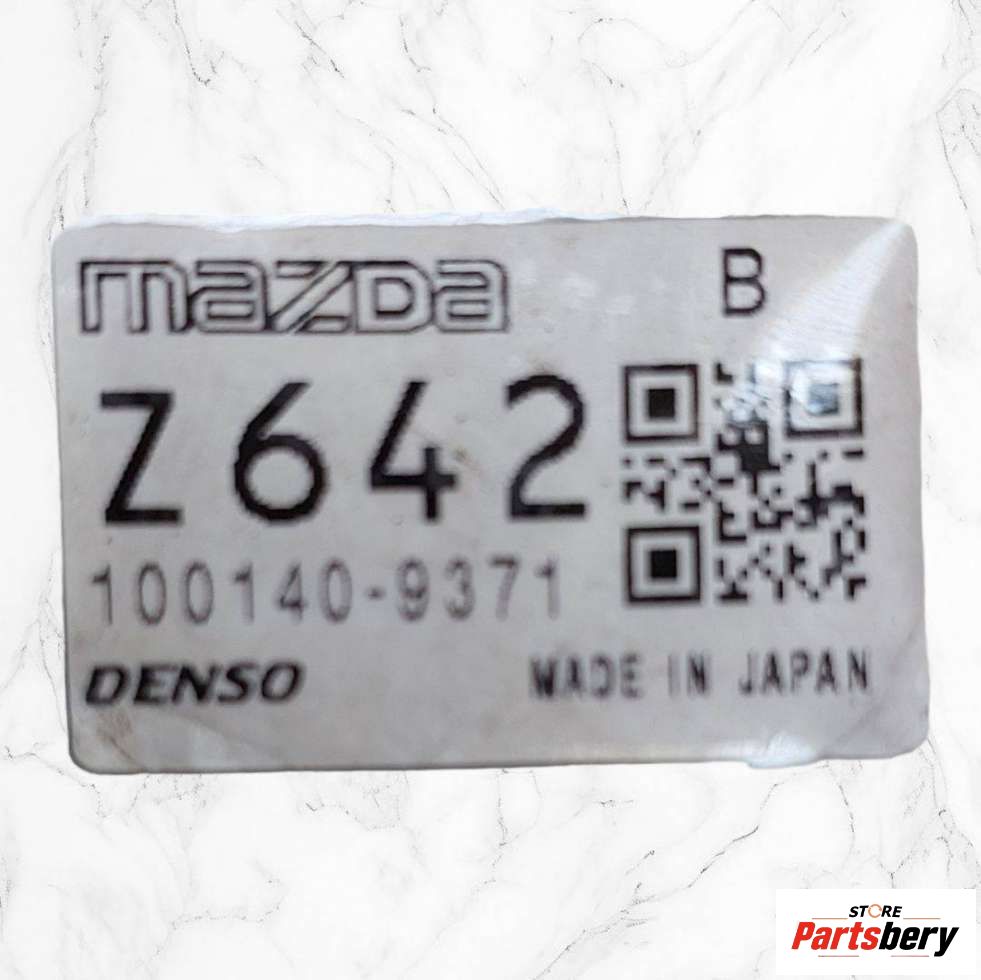 mazda B
Z642
100140-9371
DENSO MADE IN JAPAN
STORE
Partsbery